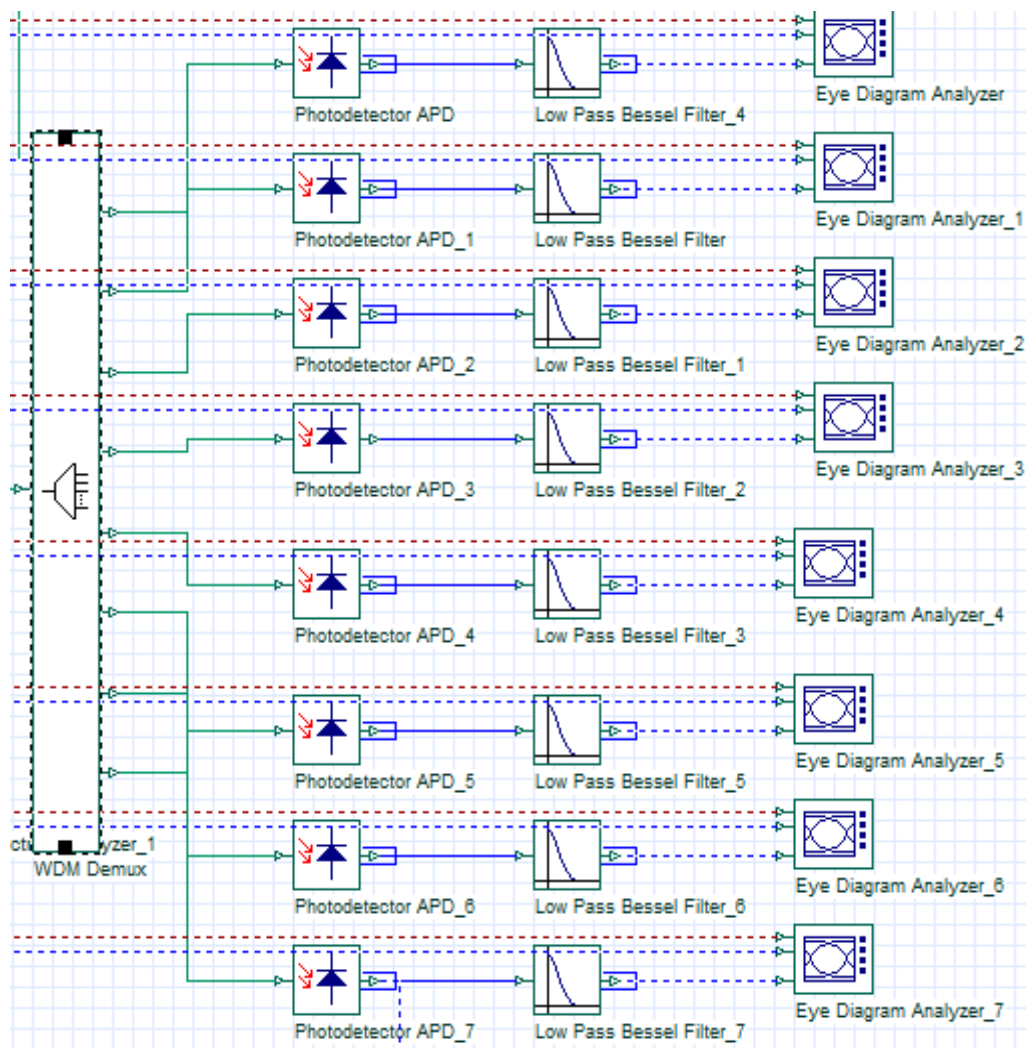 Eye Diagram Analyzer
Photodetector APD Low Pass Bessel Filter_4
Eye Diagram Analyzer_1
Photodetector APD_1 Low Pass Bessel Filter
Eye Diagram Analyzer_2
Photodetector APD_2 Low Pass Bessel Filter_1
Eye Diagram Analyzer_3
Photodetector APD_3 Low Pass Bessel Filter_2
Eye Diagram Analyzer_4
Photodetector APD_4 Low Pass Bessel Filter_3
Eye Diagram Analyzer_5
Photodetector APD_5 Low Pass Bessel Filter_5
yzer_1
WDM Demux
Eye Diagram Analyzer_6
Photodetector APD_6 Low Pass Bessel Filter_6
Eye Diagram Analyzer_7
Photodetector APD_7 Low Pass Bessel Filter_7